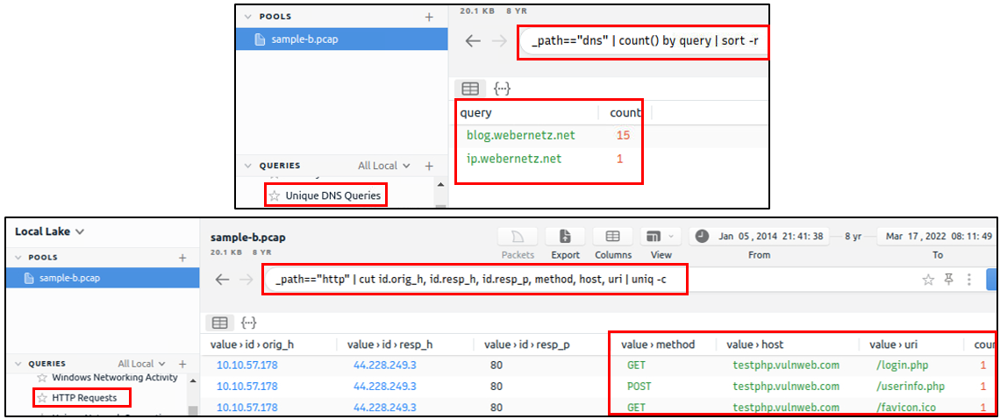 20.1 KB 8 YR
POOLS +
sample-b.pcap
_path=="dns" | count() by query | sort -r
query count
blog.webernetz.net 15
ip.webernetz.net 1
QUERIES All Local +
Unique DNS Queries
Local Lake
POOLS +
sample-b.pcap
sample-b.pcap
20.1 KB 8 YR
Packets Export Columns View
Jan 05, 2014 21:41:38 8 yr Mar 17, 2022 08:11:49
From To
_path=="http" | cut id.orig_h, id.resp_h, id.resp_p, method, host, uri | uniq -c
value › id › orig_h value › id › resp_h value › id › resp_p value › method value › host value › uri cour
10.10.57.178 44.228.249.3 80 GET testphp.vulnweb.com /login.php 1
10.10.57.178 44.228.249.3 80 POST testphp.vulnweb.com /userinfo.php 1
10.10.57.178 44.228.249.3 80 GET testphp.vulnweb.com /favicon.ico 1
QUERIES All Local +
Windows Networking Activity
HTTP Requests